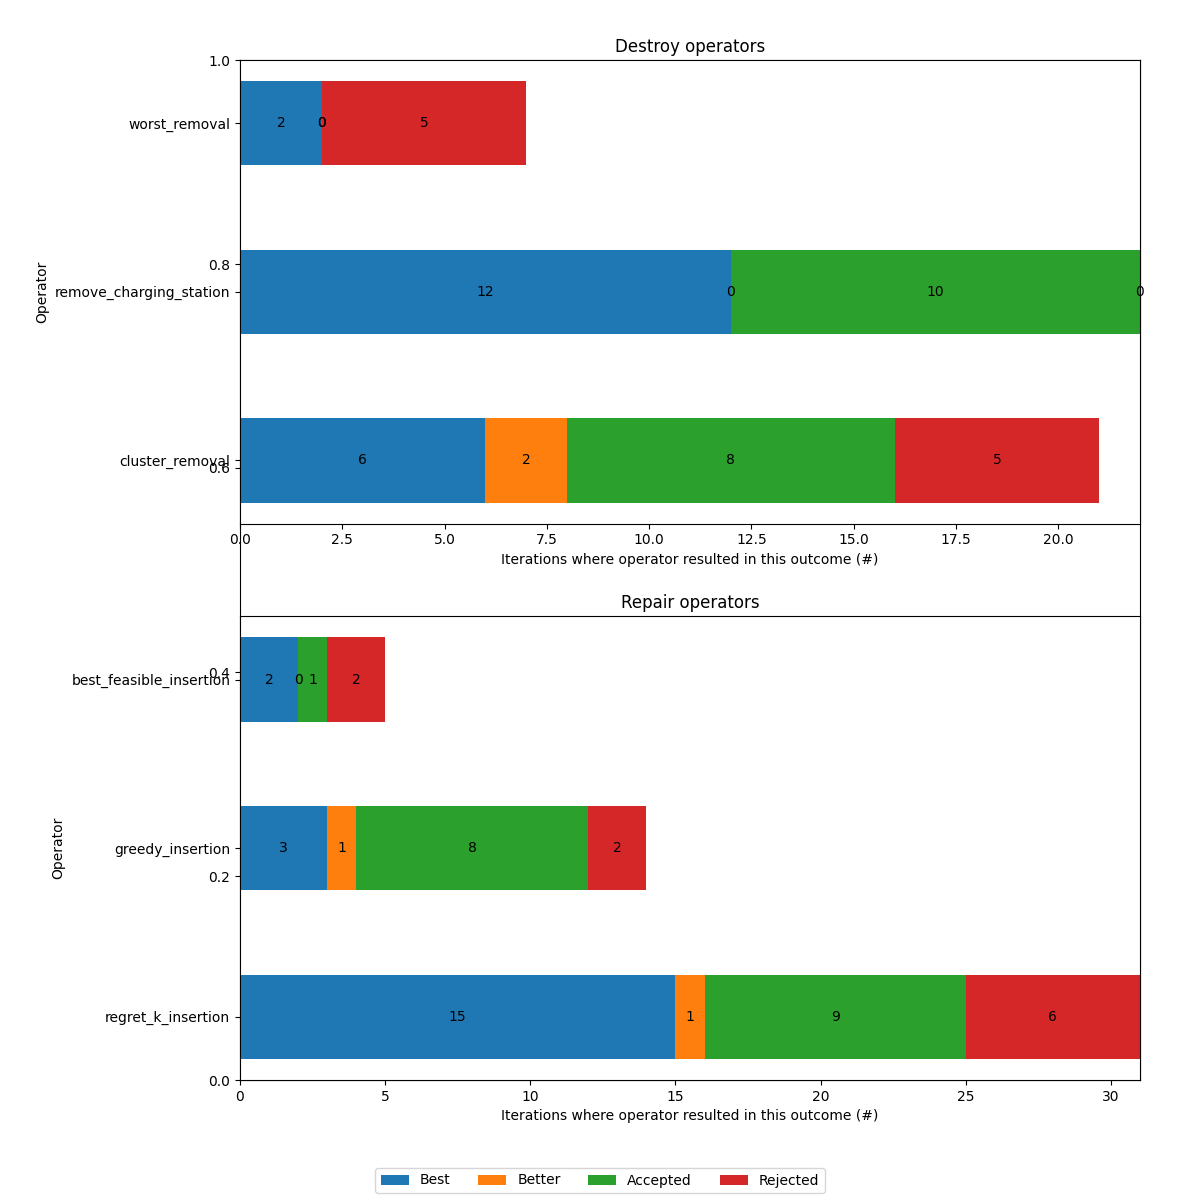 Destroy operators
1.0
worst_removal
2
0
0
5
Operator
0.8
remove_charging_station
12
0
10
0
cluster_removal
0.6
6
2
8
5
0.0 2.5 5.0 7.5 10.0 12.5 15.0 17.5 20.0
Iterations where operator resulted in this outcome (#)
Repair operators
0.4
best_feasible_insertion
2
0
1
2
Operator
greedy_insertion
3
1
8
2
0.2
regret_k_insertion
15
1
9
6
0.0
0 5 10 15 20 25 30
Iterations where operator resulted in this outcome (#)
Best Better Accepted Rejected